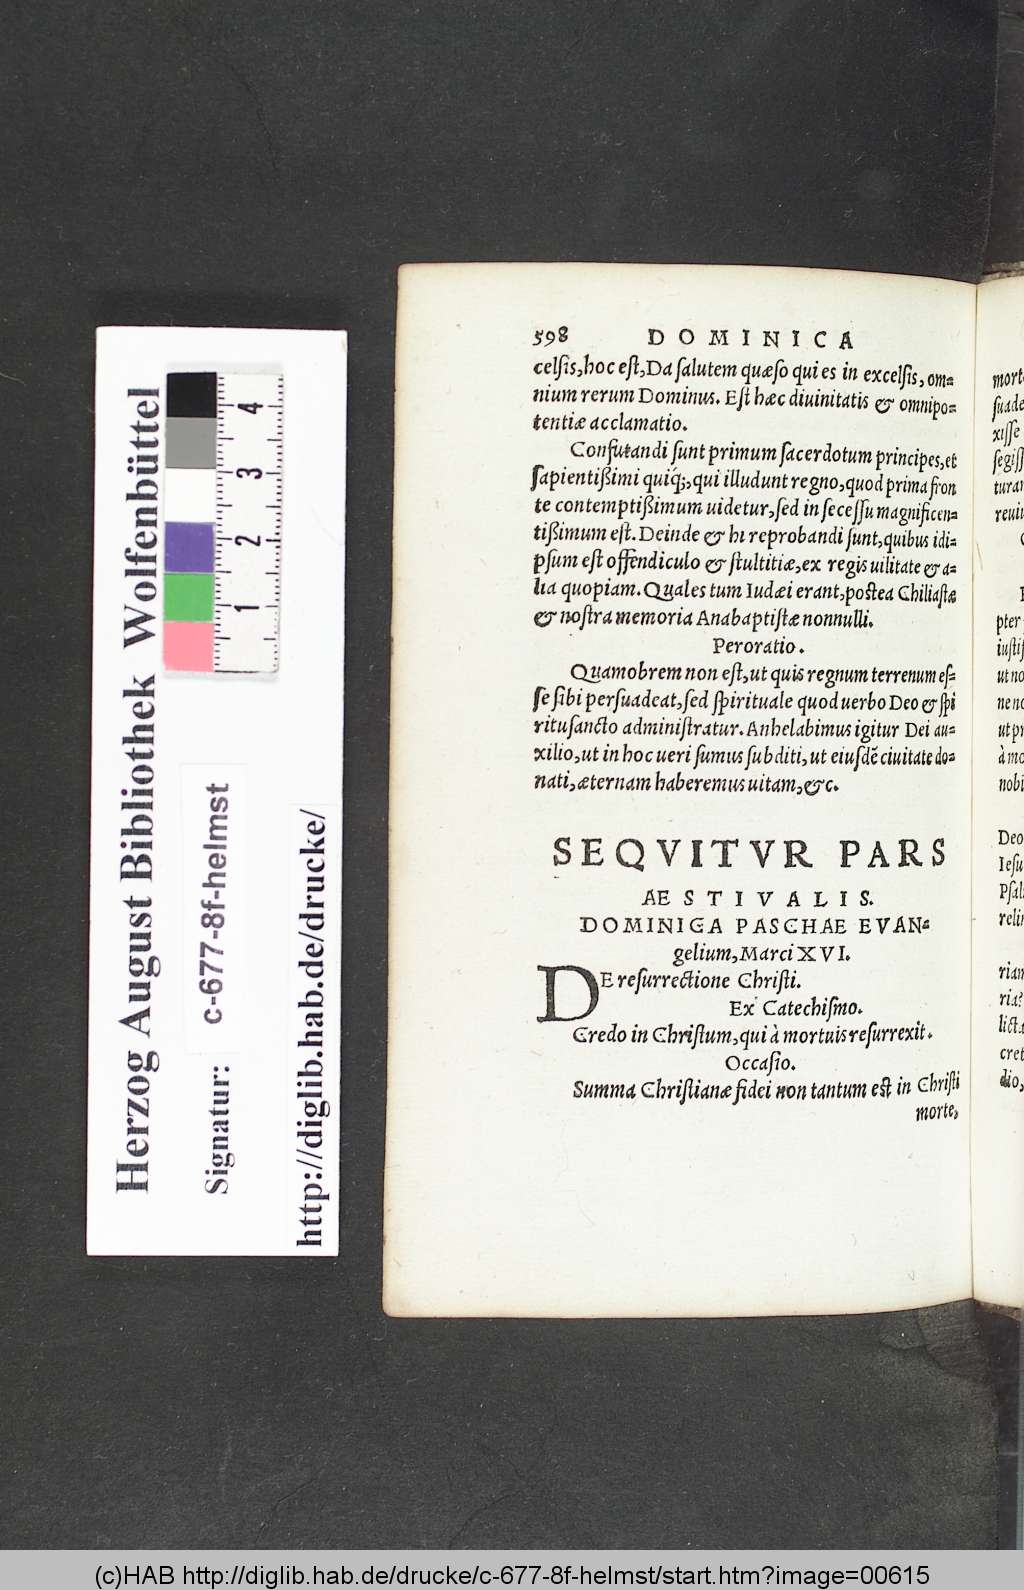 598 DOMINICA
celsis, hoc est, Da salutem quæso qui es in excelsis, om=
nium rerum Dominus. Est hæc diuinitatis & omnipo=
tentiæ acclamatio.
Confutandi sunt primum sacerdotum principes, et
sapientißimi quiq;, qui illudunt regno, quod prima fron
te contemptißimum uidetur, sed in secessu magnificen=
tißimum est. Deinde & hi reprobandi sunt, quibus idi=
psum est offendiculo & stultitiæ, ex regis uilitate & a=
lia quopiam. Quales tum Iudæi erant, postea Chiliastæ
& nostra memoria Anabaptistæ nonnulli.
Peroratio.
Quamobrem non est, ut quis regnum terrenum es=
se sibi persuadeat, sed spirituale quod uerbo Deo & spi
ritusancto administratur. Anhelabimus igitur Dei au=
xilio, ut in hoc ueri simus subditi, ut eiusdẽ ciuitate do=
nati, æternam haberemus uitam, &c.
SEQVITVR PARS
AESTIVALIS.
DOMINICA PASCHAE EVAN=
gelium, Marci XVI.
DE resurrectione Christi.
Ex Catechismo.
Credo in Christum, qui à mortuis resurrexit.
Occasio.
Summa Christianæ fidei non tantum est in Christi
morte,
Herzog August Bibliothek Wolfenbüttel
Signatur: c-677-8f-helmst
http://diglib.hab.de/drucke/
1 2 3 4
(c)HAB http://diglib.hab.de/drucke/c-677-8f-helmst/start.htm?image=00615